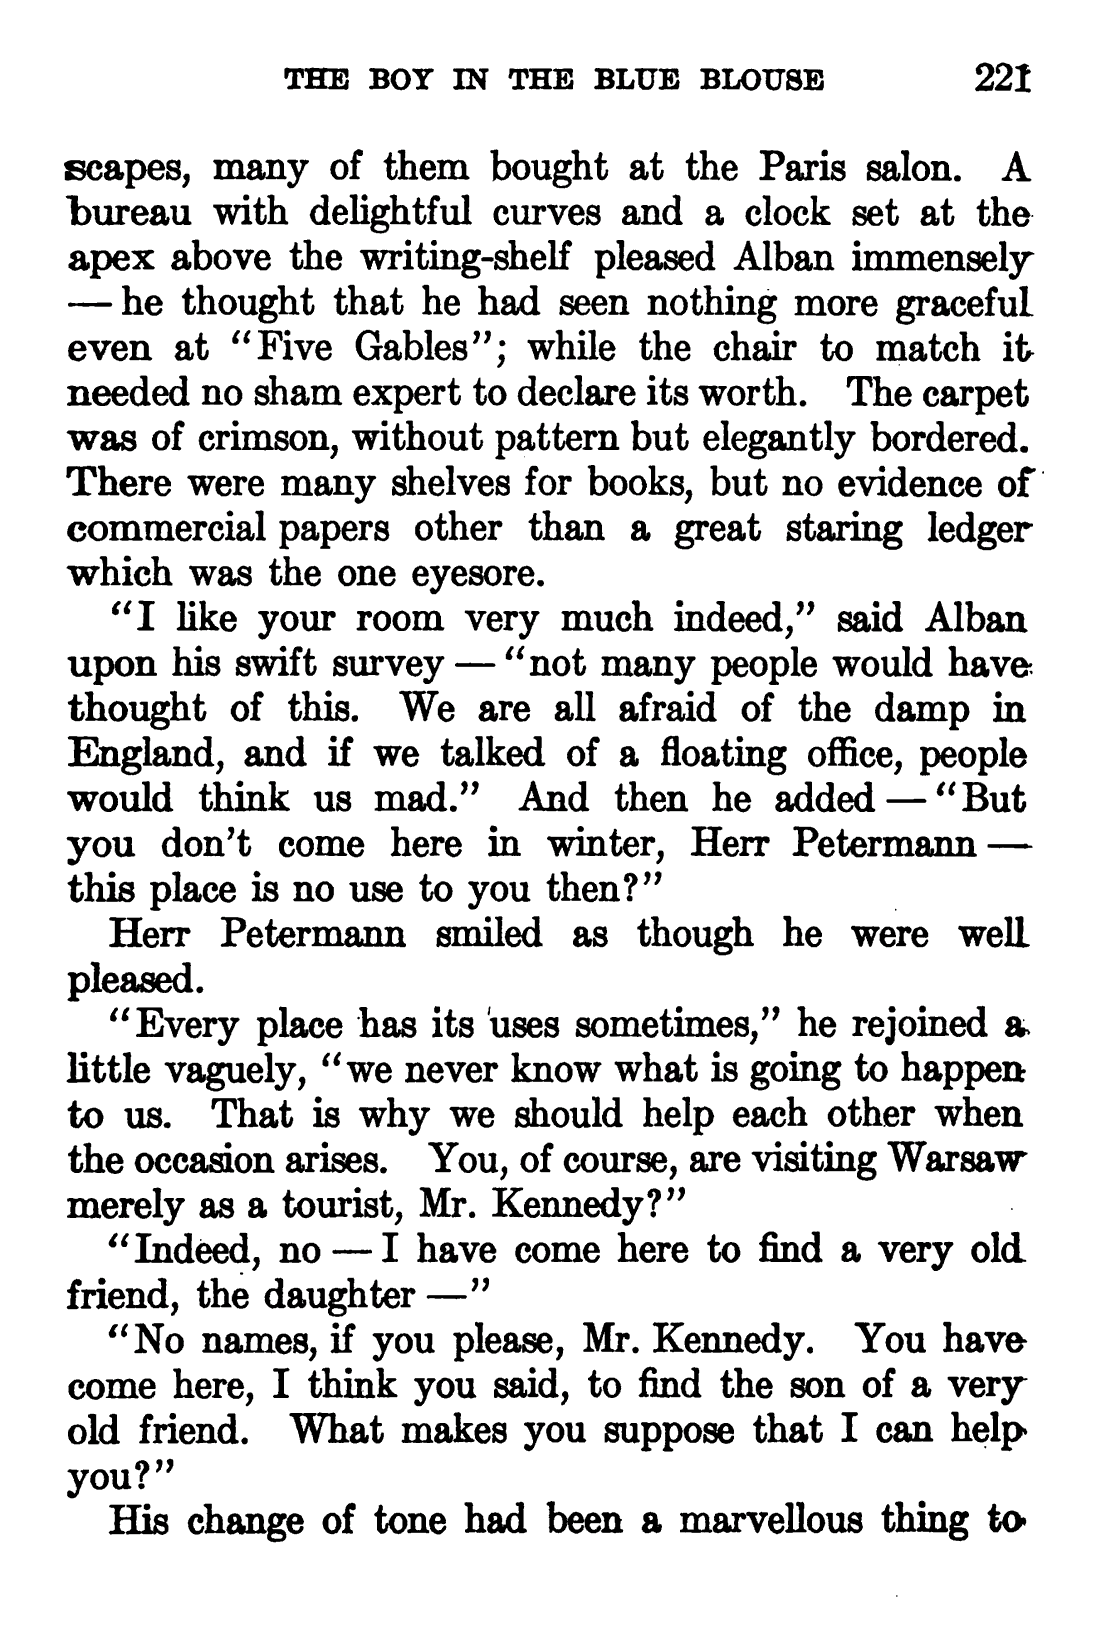 THE BOY IN THE BLUE BLOUSE 221
scapes, many of them bought at the Paris salon. A
bureau with delightful curves and a clock set at the
apex above the writing-shelf pleased Alban immensely
— he thought that he had seen nothing more graceful
even at "Five Gables"; while the chair to match it
needed no sham expert to declare its worth. The carpet
was of crimson, without pattern but elegantly bordered.
There were many shelves for books, but no evidence of
commercial papers other than a great staring ledger
which was the one eyesore.
"I like your room very much indeed," said Alban
upon his swift survey — "not many people would have
thought of this. We are all afraid of the damp in
England, and if we talked of a floating office, people
would think us mad." And then he added — "But
you don't come here in winter, Herr Petermann —
this place is no use to you then?"
Herr Petermann smiled as though he were well
pleased.
"Every place has its uses sometimes," he rejoined a
little vaguely, "we never know what is going to happen
to us. That is why we should help each other when
the occasion arises. You, of course, are visiting Warsaw
merely as a tourist, Mr. Kennedy?"
"Indeed, no — I have come here to find a very old
friend, the daughter —"
"No names, if you please, Mr. Kennedy. You have
come here, I think you said, to find the son of a very
old friend. What makes you suppose that I can help
you?"
His change of tone had been a marvellous thing to